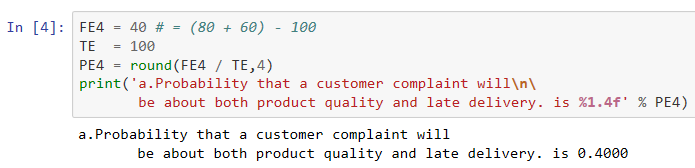 In [4]: FE4 = 40 # = (80 + 60) - 100
TE  = 100
PE4 = round(FE4 / TE,4)
print('a.Probability that a customer complaint will\n\
       be about both product quality and late delivery. is %1.4f' % PE4)
a.Probability that a customer complaint will
       be about both product quality and late delivery. is 0.4000